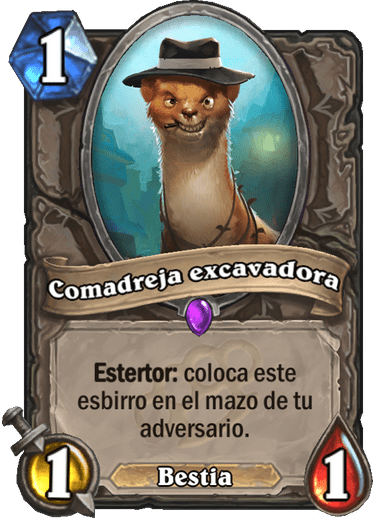 1
Comadreja excavadora
Estertor: coloca este
esbirro en el mazo de tu
adversario.
1
Bestia
1